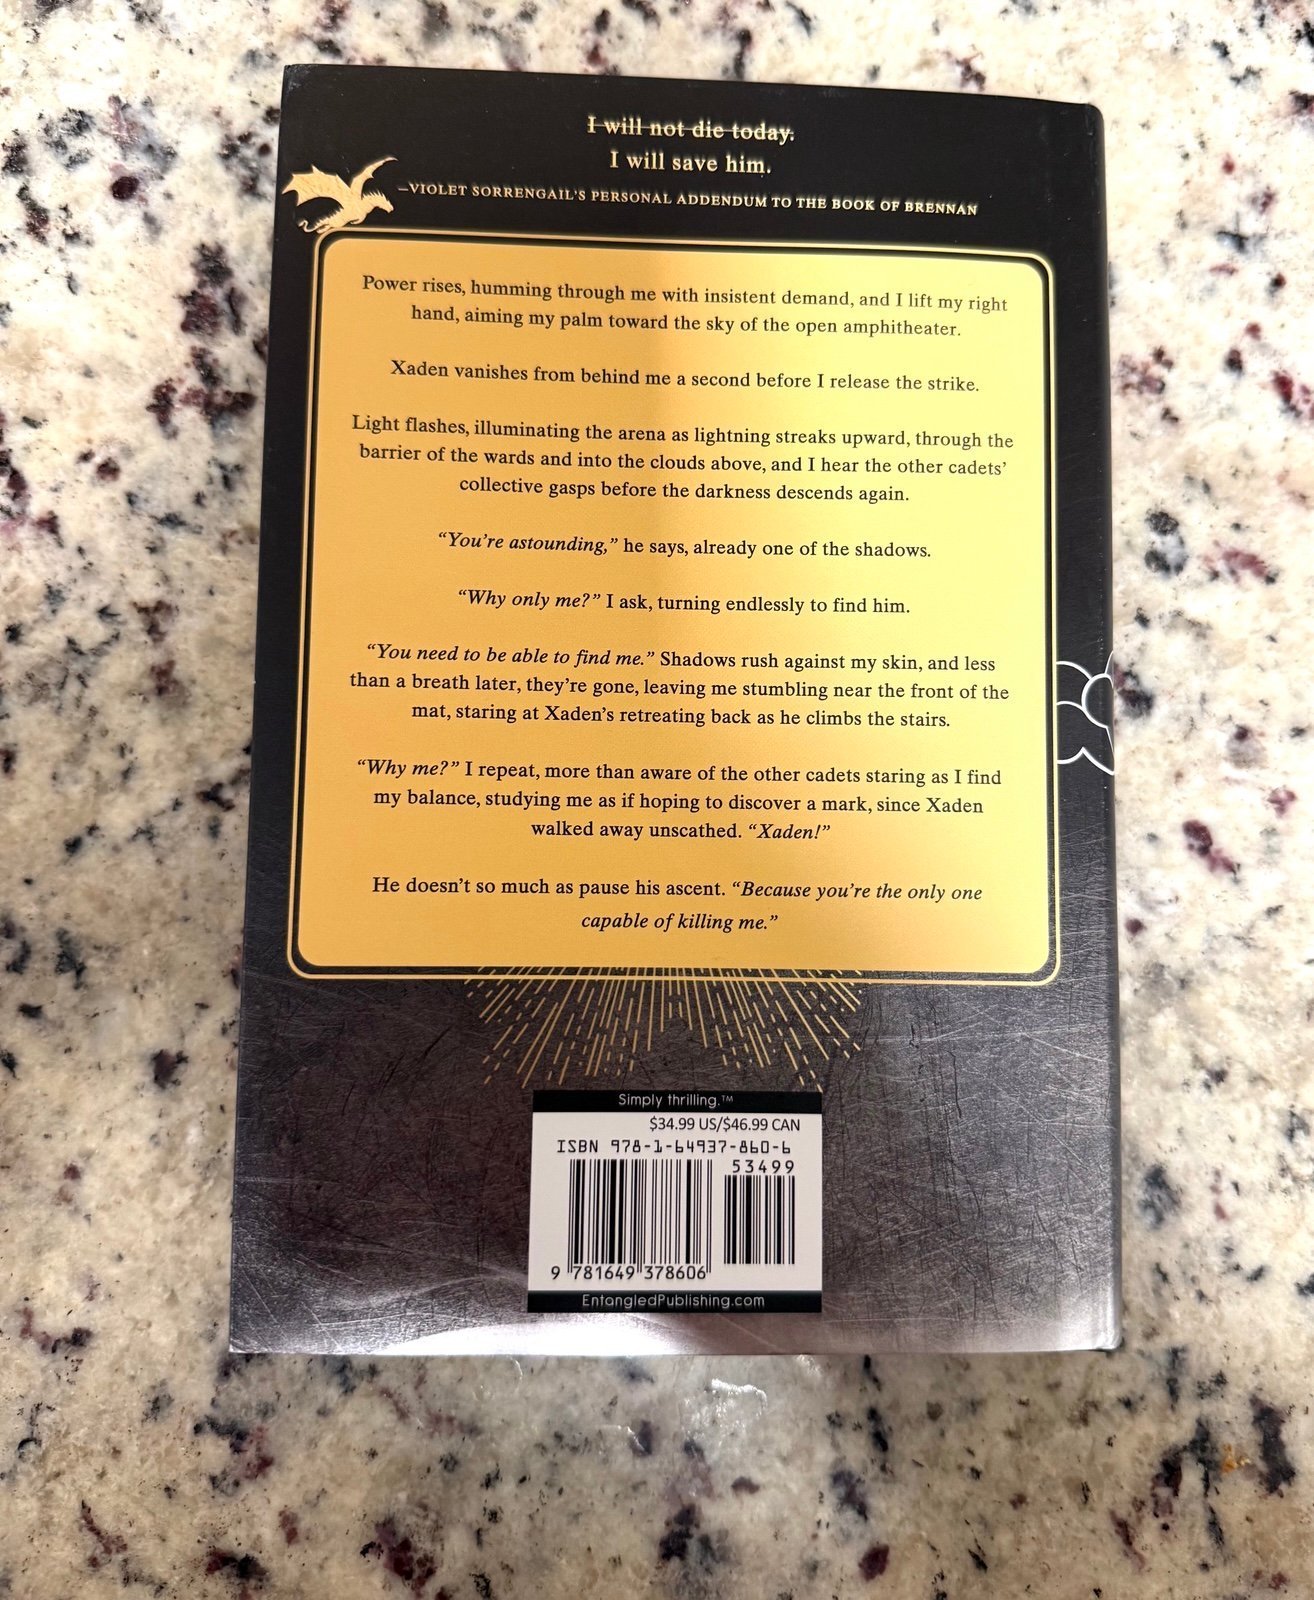 I will not die today.
I will save him.
—VIOLET SORRENGAIL'S PERSONAL ADDENDUM TO THE BOOK OF BRENNAN
Power rises, humming through me with insistent demand, and I lift my right
hand, aiming my palm toward the sky of the open amphitheater.
Xaden vanishes from behind me a second before I release the strike.
Light flashes, illuminating the arena as lightning streaks upward, through the
barrier of the wards and into the clouds above, and I hear the other cadets'
collective gasps before the darkness descends again.
“You're astounding,” he says, already one of the shadows.
“Why only me?” I ask, turning endlessly to find him.
“You need to be able to find me.” Shadows rush against my skin, and less
than a breath later, they're gone, leaving me stumbling near the front of the
mat, staring at Xaden's retreating back as he climbs the stairs.
“Why me?” I repeat, more than aware of the other cadets staring as I find
my balance, studying me as if hoping to discover a mark, since Xaden
walked away unscathed. “Xaden!”
He doesn't so much as pause his ascent. “Because you're the only one
capable of killing me.”
Simply thrilling.™
$34.99 US/$46.99 CAN
ISBN 978-1-64937-860-6
53499
9 781649 378606
EntangledPublishing.com